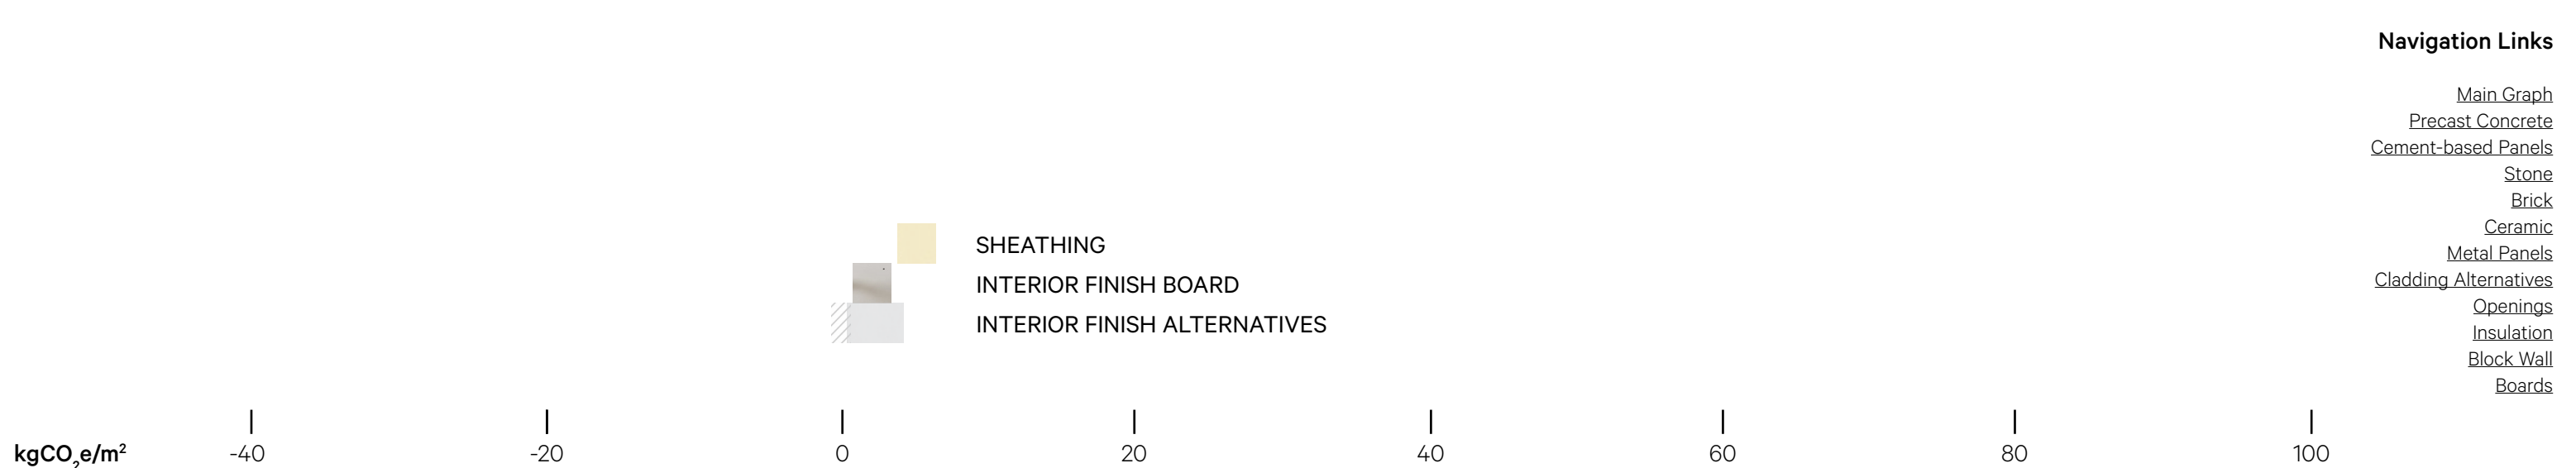 Navigation Links
Main Graph
Precast Concrete
Cement-based Panels
Stone
Brick
Ceramic
Metal Panels
Cladding Alternatives
Openings
Insulation
Block Wall
Boards
SHEATHING
INTERIOR FINISH BOARD
INTERIOR FINISH ALTERNATIVES
kgCO₂e/m² -40 -20 0 20 40 60 80 100